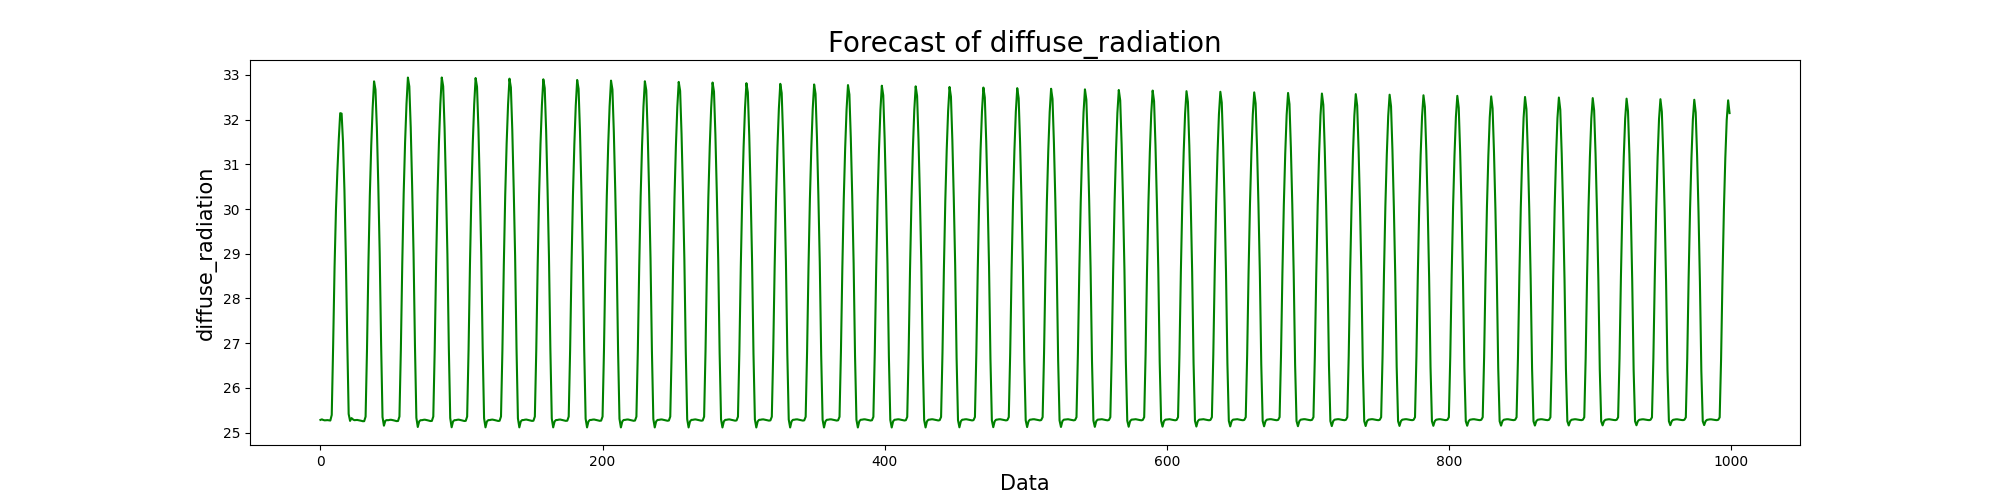 Forecast of diffuse_radiation
33
32
31
30
29
28
27
26
25
diffuse_radiation
0 200 400 600 800 1000
Data